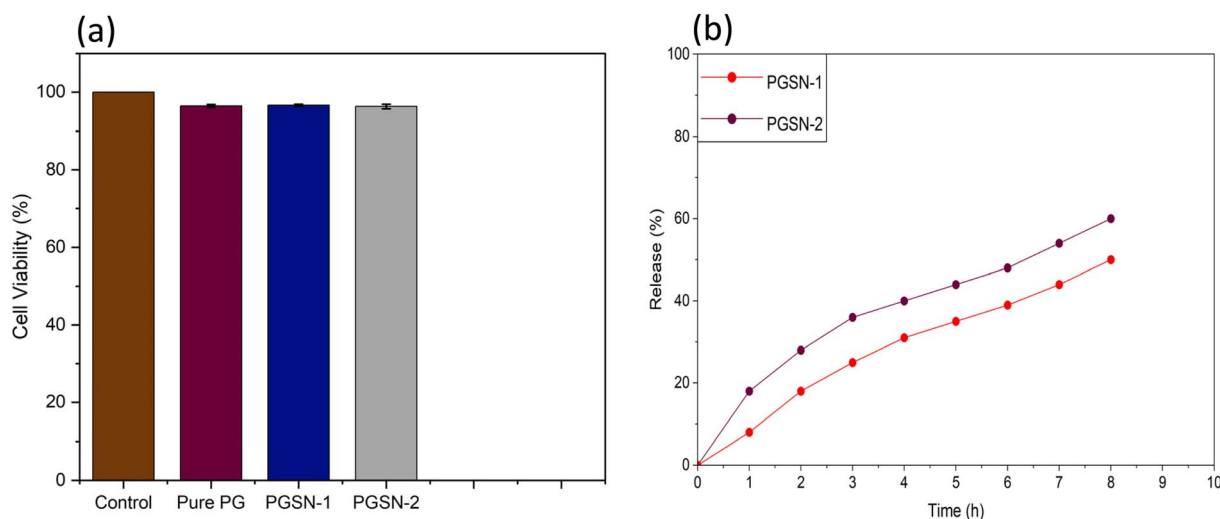 (a)
Cell Viability (%)
100
80
60
40
20
0
Control Pure PG PGSN-1 PGSN-2
(b)
PGSN-1
PGSN-2
Release (%)
100
80
60
40
20
0
0 1 2 3 4 5 6 7 8 9 10
Time (h)